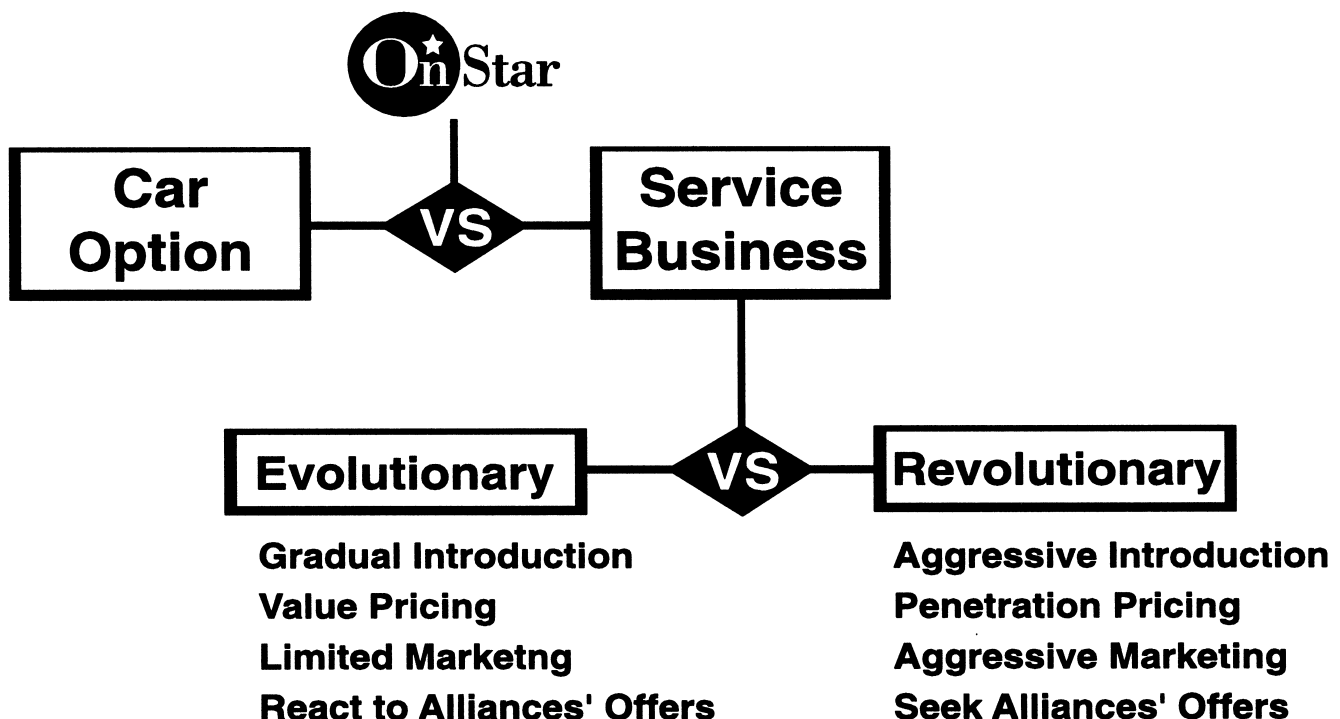 OnStar
Car
Option
VS
Service
Business
Evolutionary
VS
Revolutionary
Gradual Introduction
Value Pricing
Limited Marketng
React to Alliances' Offers
Aggressive Introduction
Penetration Pricing
Aggressive Marketing
Seek Alliances' Offers